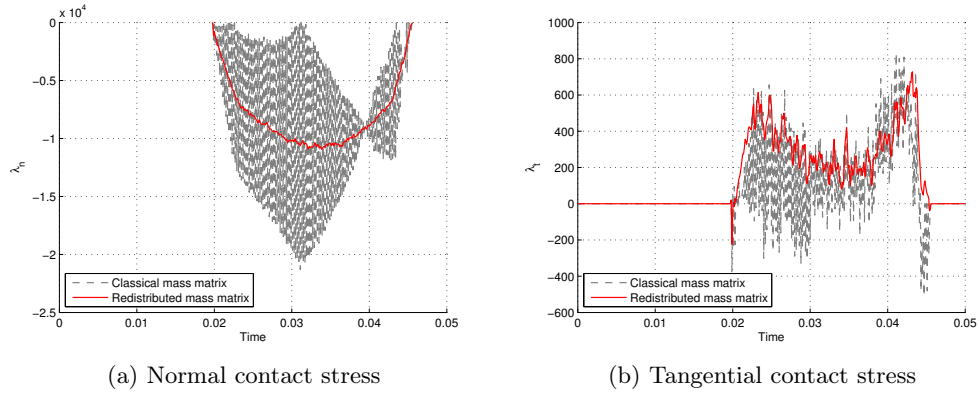 x 10⁴
0
−0.5
−1
−1.5
−2
−2.5
λn
Classical mass matrix
Redistributed mass matrix
0 0.01 0.02 0.03 0.04 0.05
Time
(a) Normal contact stress
1000
800
600
400
200
0
−200
−400
−600
λt
Classical mass matrix
Redistributed mass matrix
0 0.01 0.02 0.03 0.04 0.05
Time
(b) Tangential contact stress